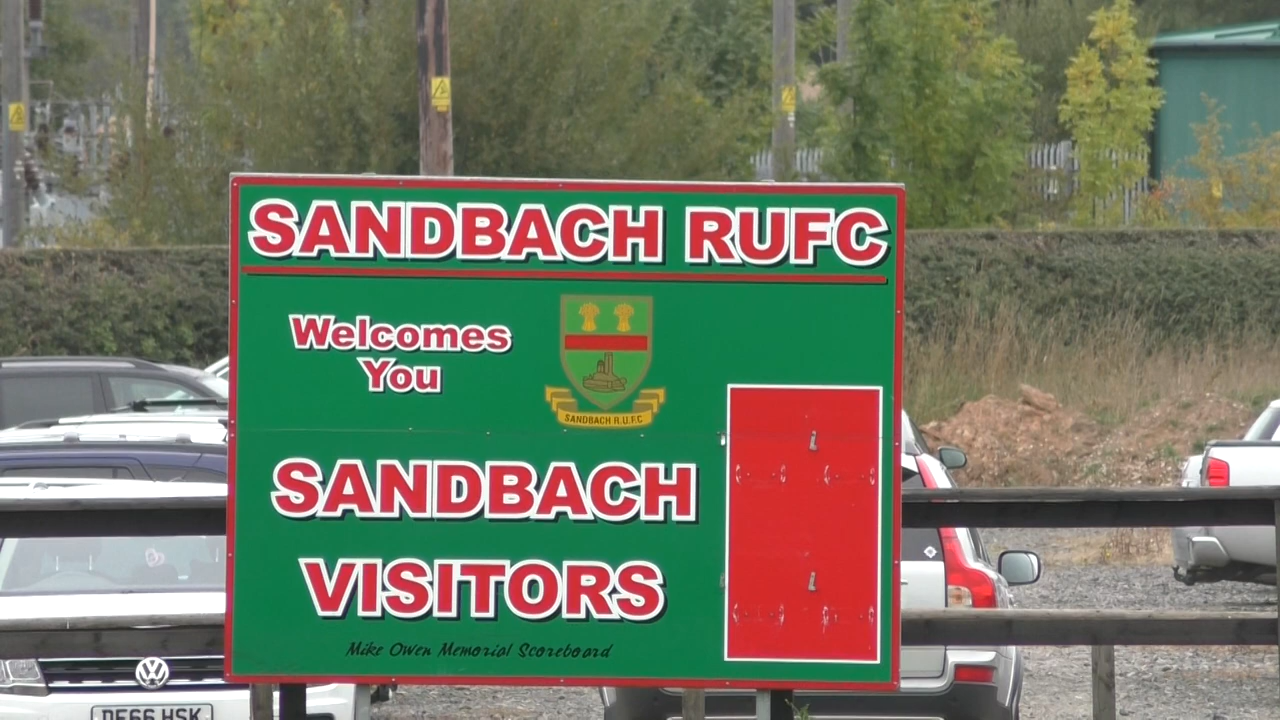 SANDBACH RUFC
Welcomes
You
SANDBACH R.U.F.C
SANDBACH
VISITORS
Mike Owen Memorial Scoreboard
DE66 HSK